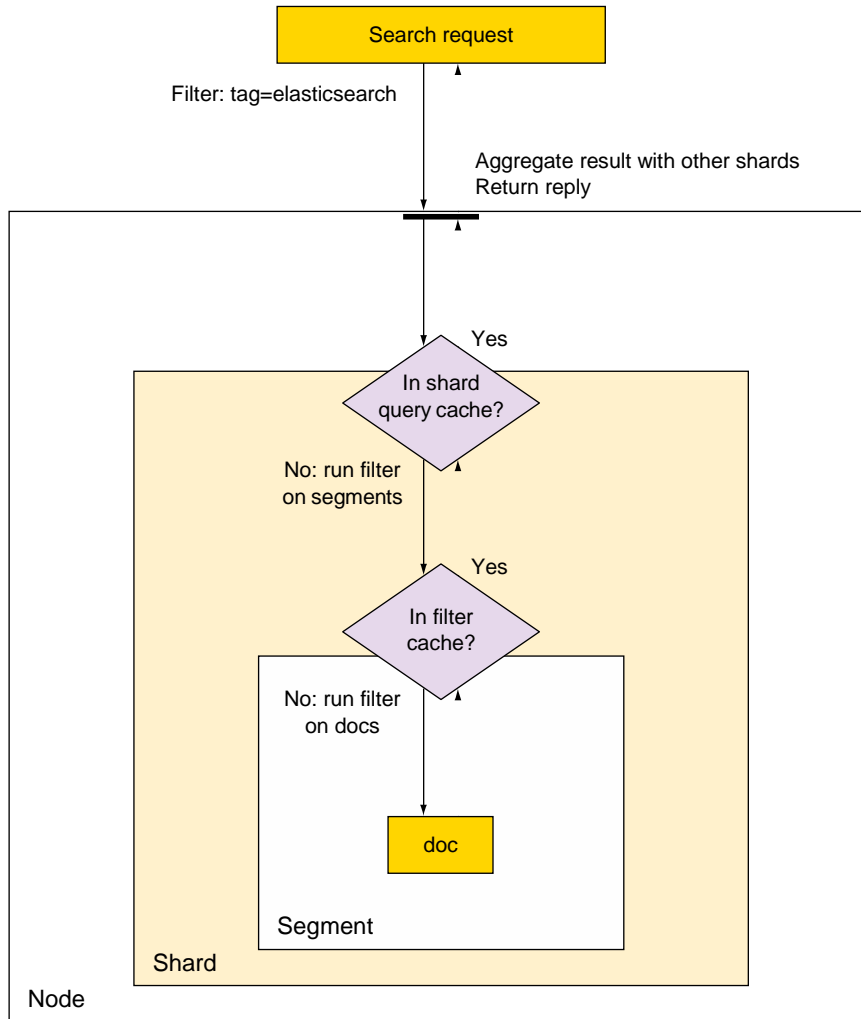 Search request
Filter: tag=elasticsearch
Aggregate result with other shards
Return reply
Yes
In shard
query cache?
No: run filter
on segments
Yes
In filter
cache?
No: run filter
on docs
doc
Segment
Shard
Node